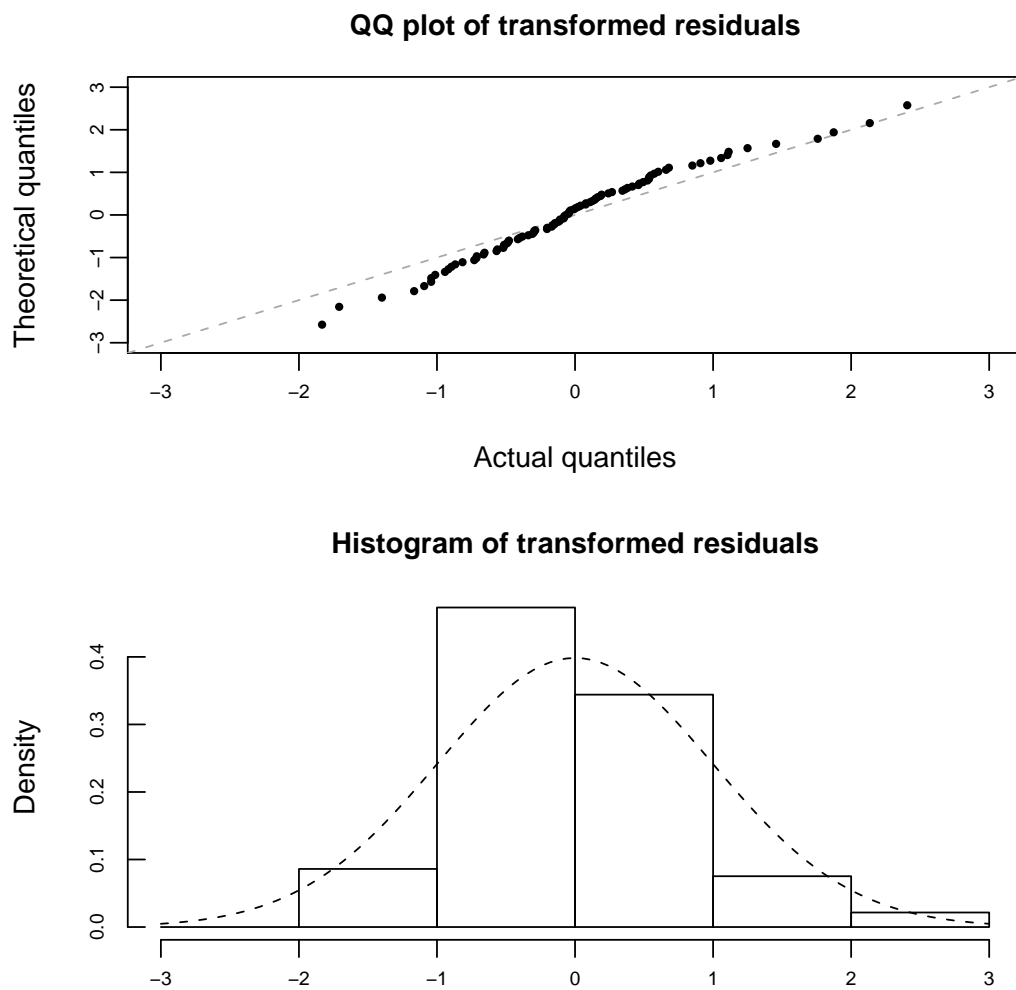 QQ plot of transformed residuals
Theoretical quantiles
3
2
1
0
−1
−2
−3
−3 −2 −1 0 1 2 3
Actual quantiles
Histogram of transformed residuals
Density
0.4
0.3
0.2
0.1
0.0
−3 −2 −1 0 1 2 3